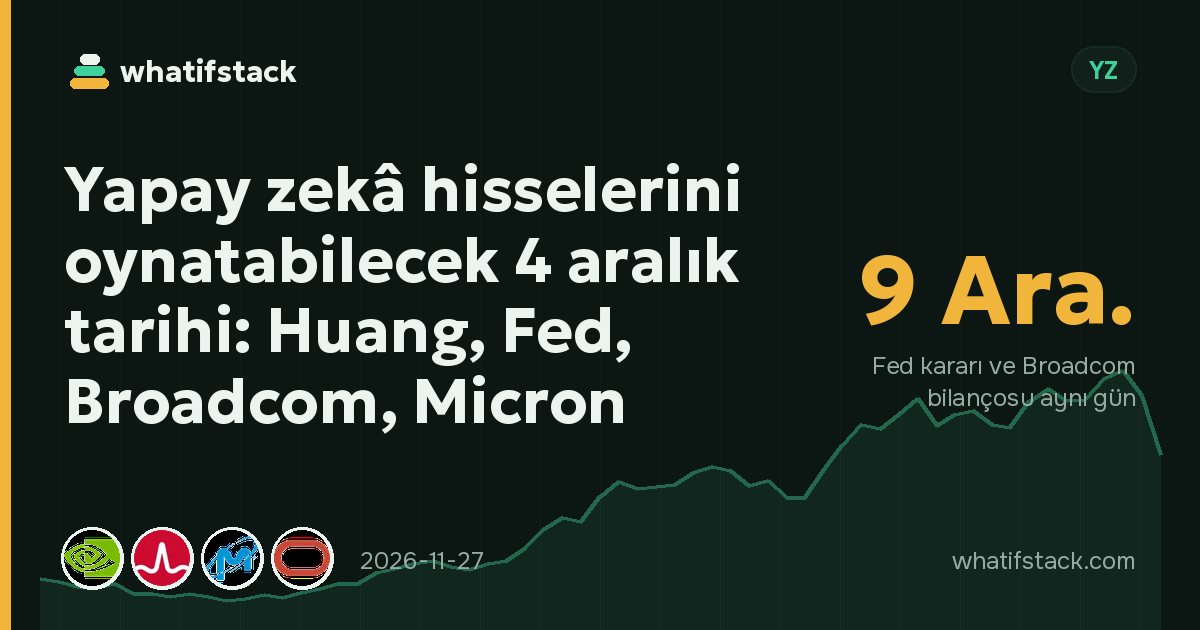 whatifstack
YZ
Yapay zekâ hisselerini
oynatabilecek 4 aralık
tarihi: Huang, Fed,
Broadcom, Micron
9 Ara.
Fed kararı ve Broadcom
bilançosu aynı gün
2026-11-27
whatifstack.com